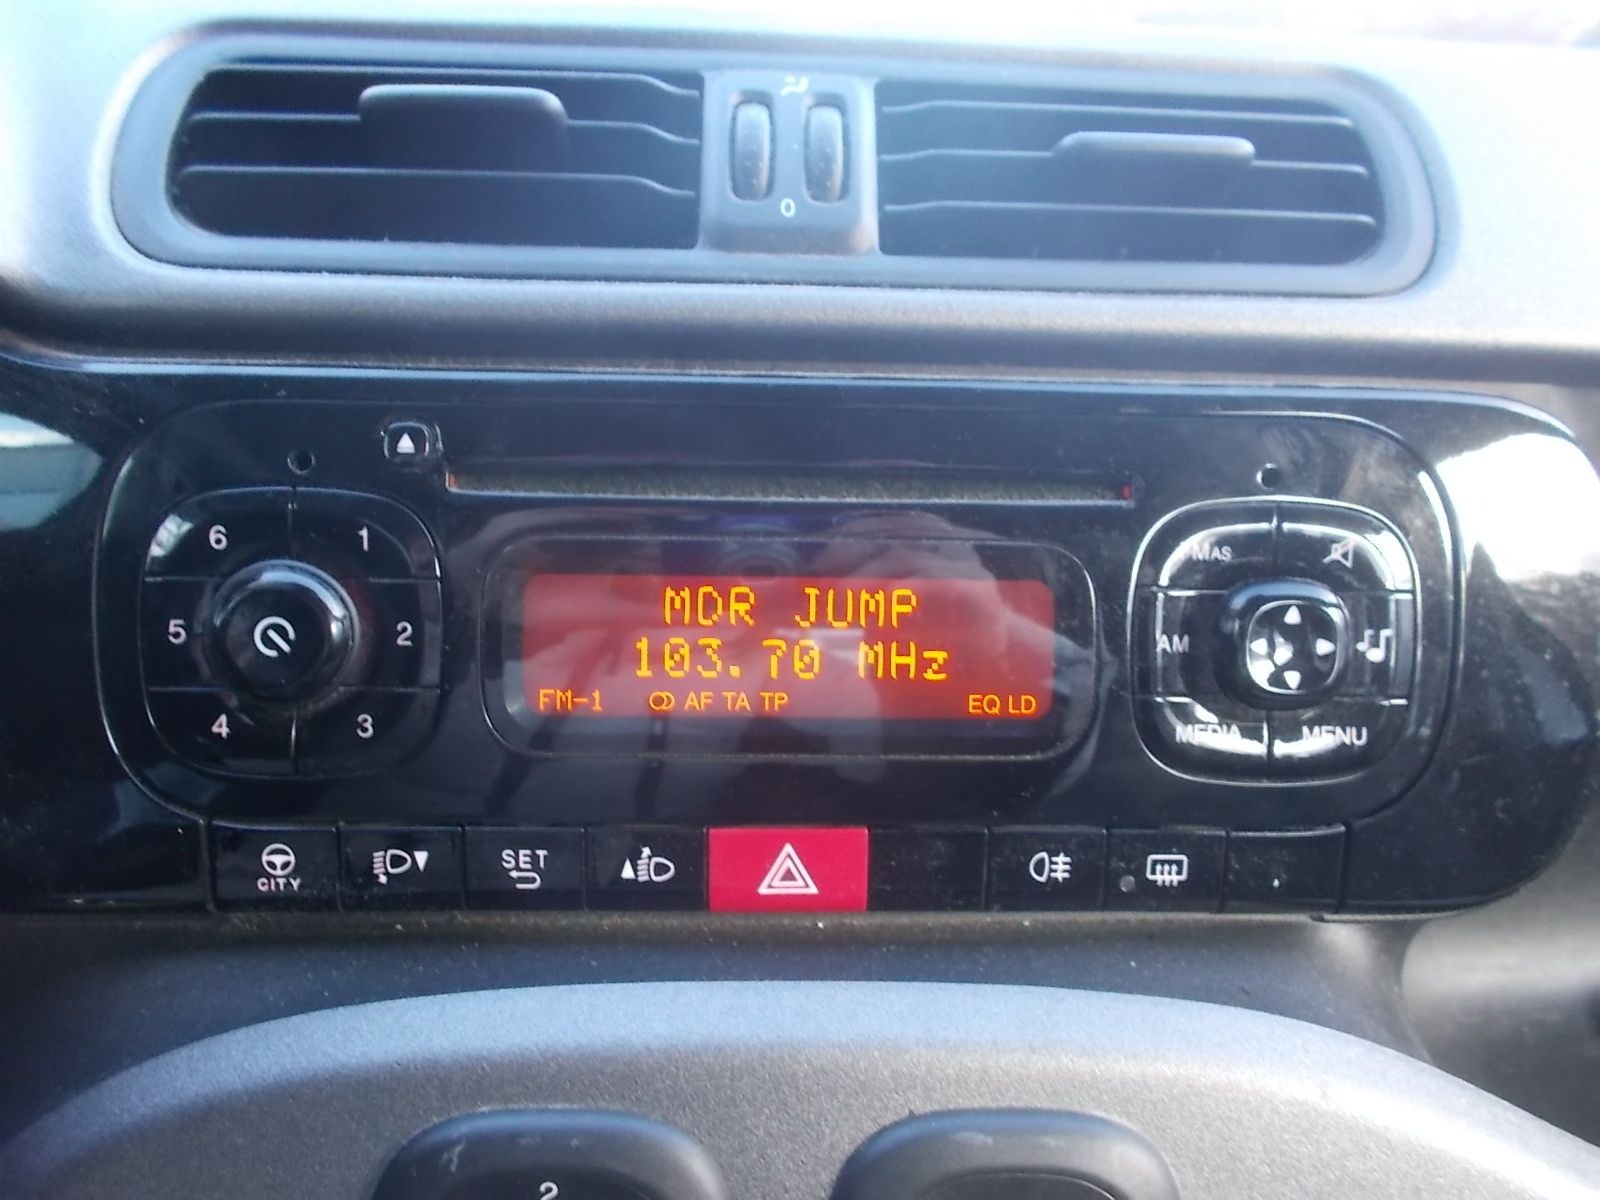 0
6 1
5 2
4 3
MDR JUMP
103.70 MHz
FM-1 AF TA TP EQ LD
MAS
AM
MEDIA MENU
CITY
SET
2